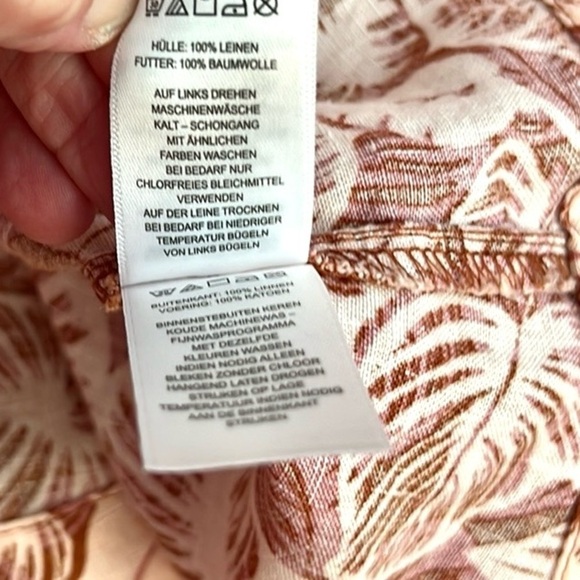 HÜLLE: 100% LEINEN
FUTTER: 100% BAUMWOLLE
AUF LINKS DREHEN
MASCHINENWÄSCHE
KALT – SCHONGANG
MIT ÄHNLICHEN
FARBEN WASCHEN
BEI BEDARF NUR
CHLORFREIES BLEICHMITTEL
VERWENDEN
AUF DER LEINE TROCKNEN
BEI BEDARF BEI NIEDRIGER
TEMPERATUR BÜGELN
VON LINKS BÜGELN
BUITENKANT: 100% LINNEN
VOERING: 100% KATOEN
BINNENSTEBUITEN KEREN
KOUDE MACHINEWAS –
FIJNWASPROGRAMMA
MET DEZELFDE
KLEUREN WASSEN
INDIEN NODIG ALLEEN
BLEKEN ZONDER CHLOOR
HANGEND LATEN DROGEN
STRIJKEN OP LAGE
TEMPERATUUR INDIEN NODIG
AAN DE BINNENKANT
STRIJKEN